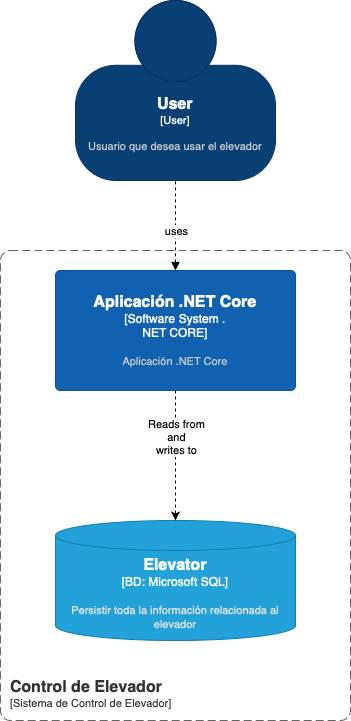 User
[User]
Usuario que desea usar el elevador
uses
Aplicación .NET Core
[Software System .
NET CORE]
Aplicación .NET Core
Reads from
and
writes to
Elevator
[BD: Microsoft SQL]
Persistir toda la información relacionada al
elevador
Control de Elevador
[Sistema de Control de Elevador]